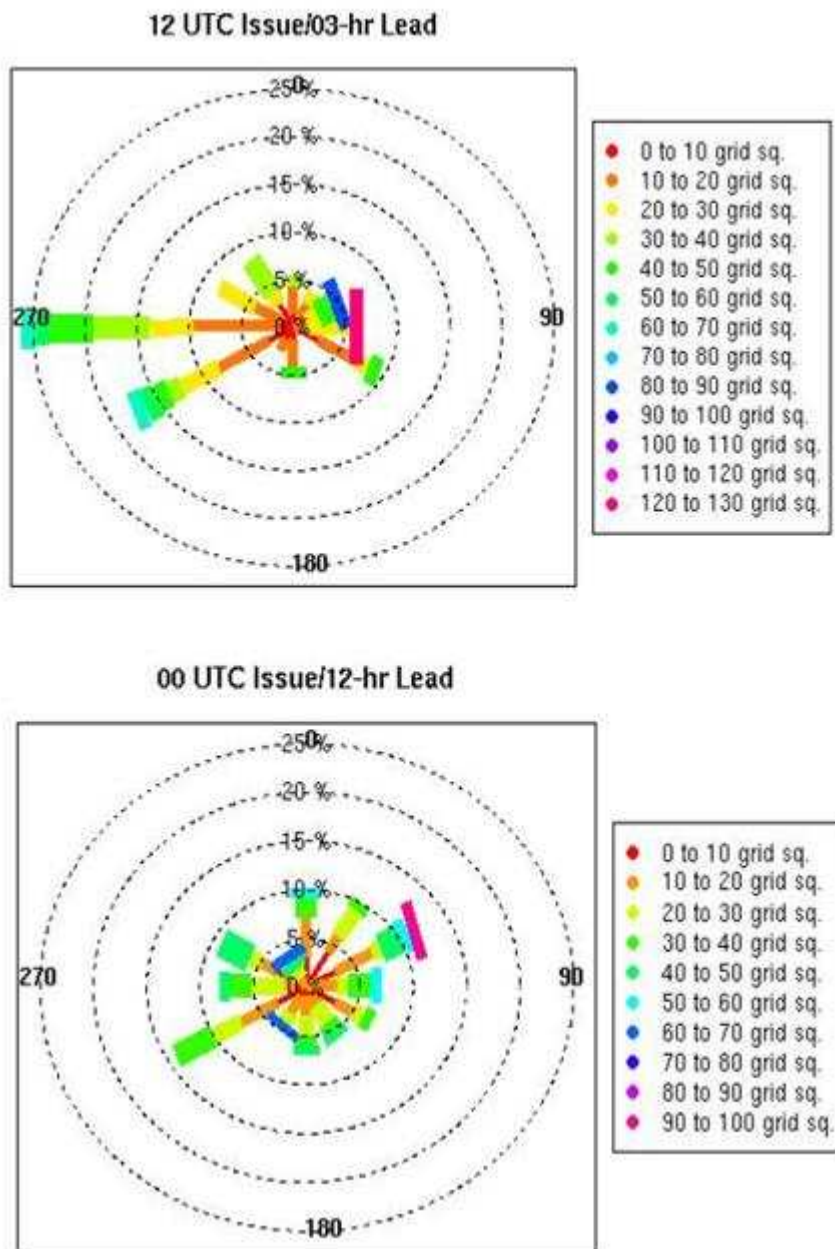 12 UTC Issue/03-hr Lead
0
25 %
20 %
15 %
10 %
5 %
0 %
270
90
180
0 to 10 grid sq.
10 to 20 grid sq.
20 to 30 grid sq.
30 to 40 grid sq.
40 to 50 grid sq.
50 to 60 grid sq.
60 to 70 grid sq.
70 to 80 grid sq.
80 to 90 grid sq.
90 to 100 grid sq.
100 to 110 grid sq.
110 to 120 grid sq.
120 to 130 grid sq.
00 UTC Issue/12-hr Lead
0
25 %
20 %
15 %
10 %
5 %
0 %
270
90
180
0 to 10 grid sq.
10 to 20 grid sq.
20 to 30 grid sq.
30 to 40 grid sq.
40 to 50 grid sq.
50 to 60 grid sq.
60 to 70 grid sq.
70 to 80 grid sq.
80 to 90 grid sq.
90 to 100 grid sq.